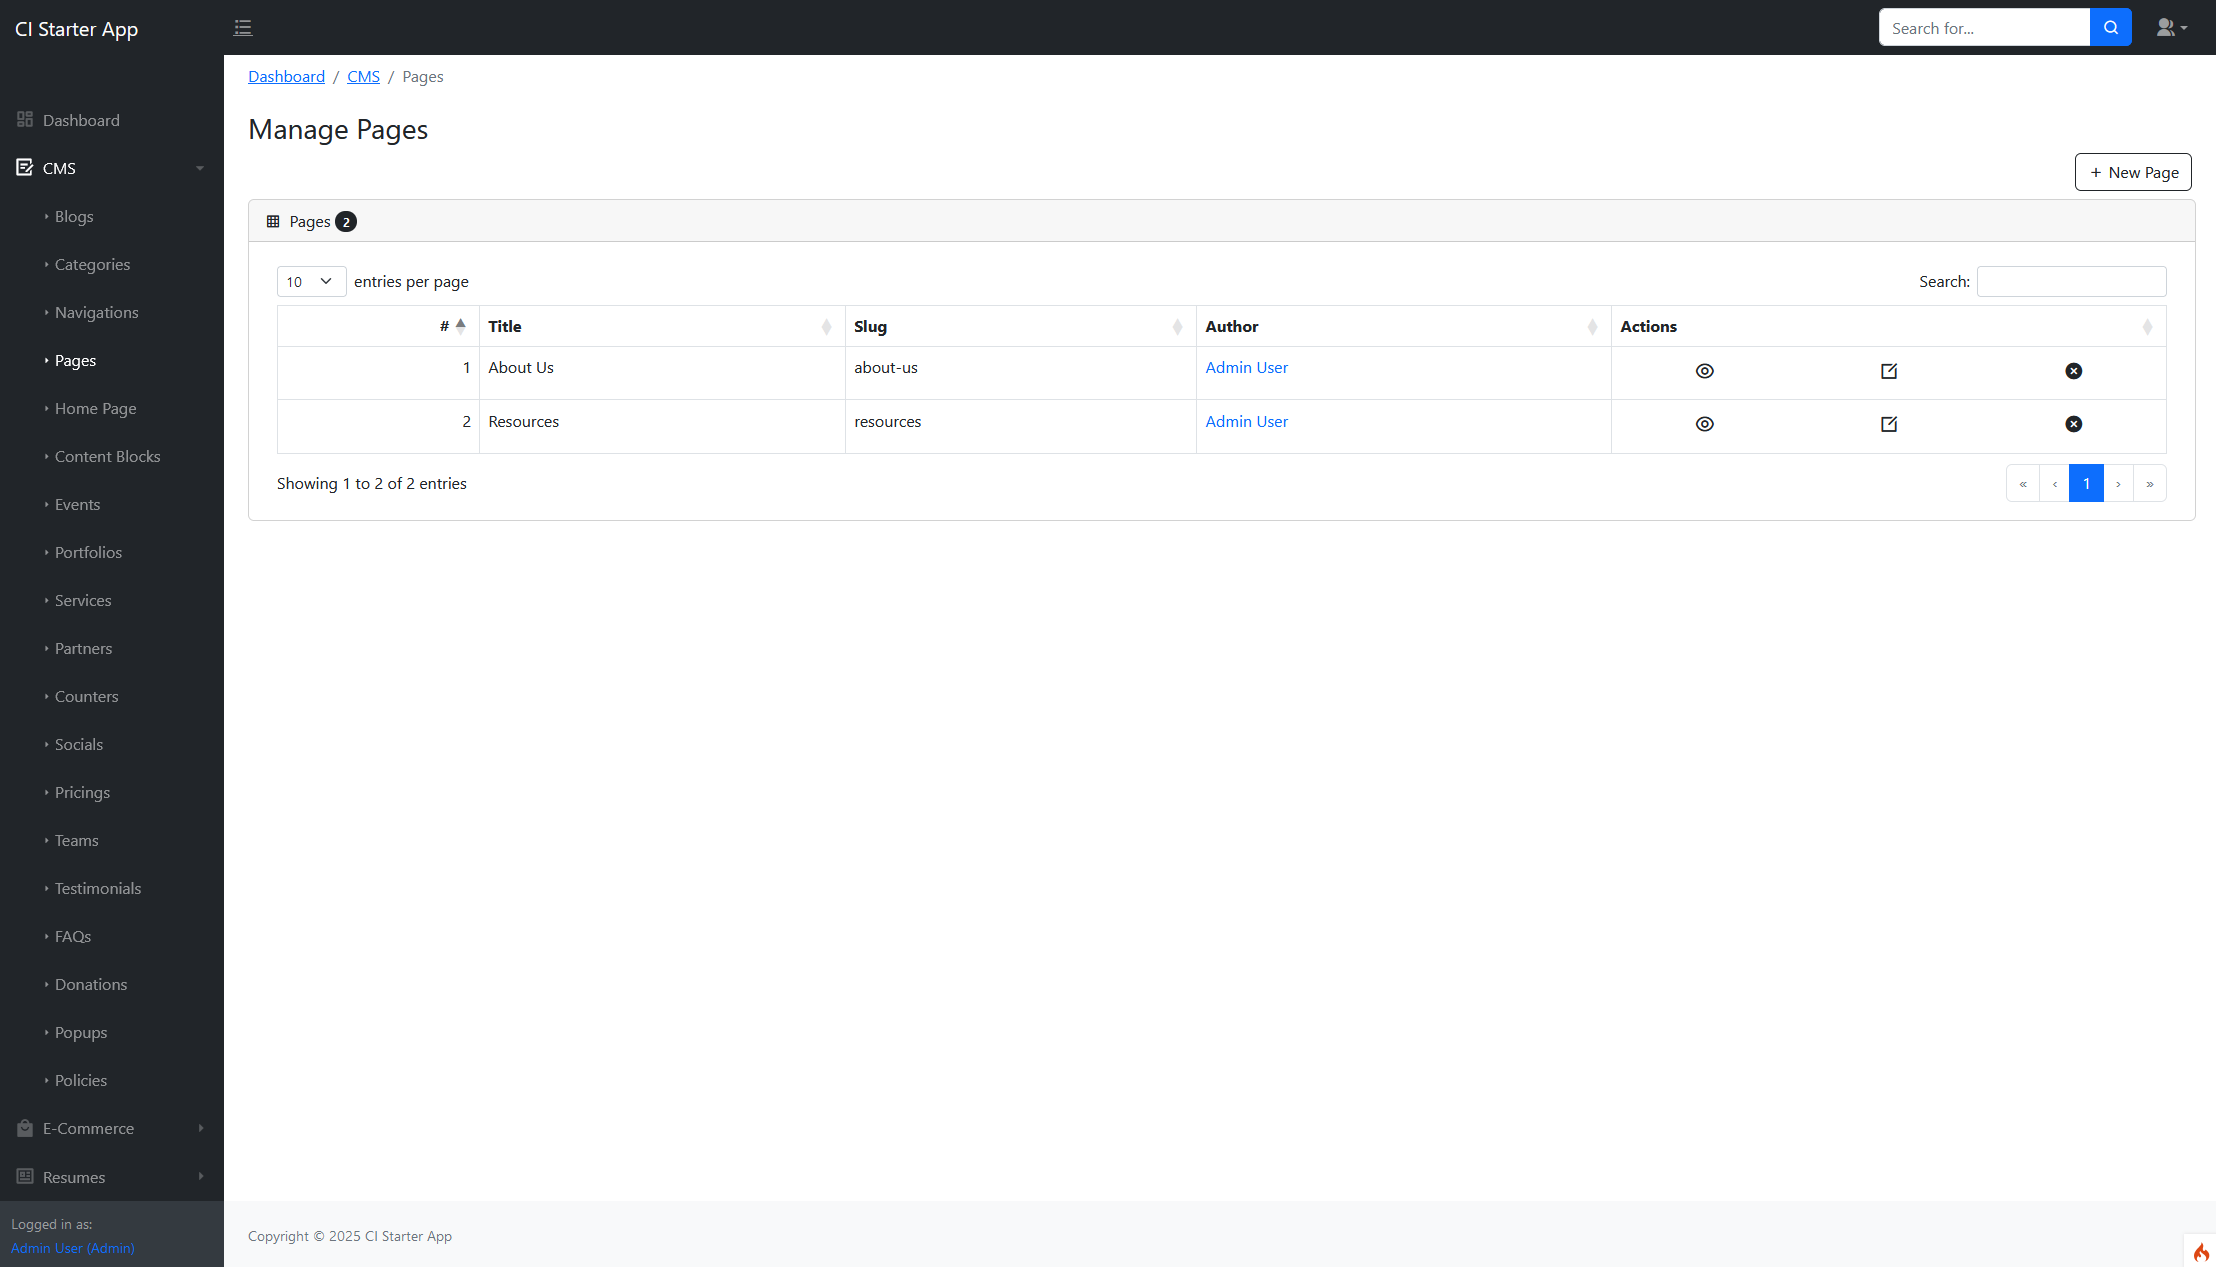 CI Starter App
Search for...
Dashboard / CMS / Pages
Manage Pages
+ New Page
Pages 2
10 entries per page
Search:
# Title Slug Author Actions
1 About Us about-us Admin User
2 Resources resources Admin User
Showing 1 to 2 of 2 entries
« ‹ 1 › »
Dashboard
CMS
Blogs
Categories
Navigations
Pages
Home Page
Content Blocks
Events
Portfolios
Services
Partners
Counters
Socials
Pricings
Teams
Testimonials
FAQs
Donations
Popups
Policies
E-Commerce
Resumes
Logged in as:
Admin User (Admin)
Copyright © 2025 CI Starter App